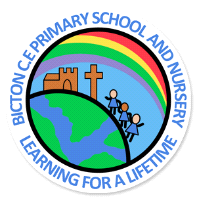 BICTON C.E PRIMARY SCHOOL AND NURSERY
LEARNING FOR A LIFETIME